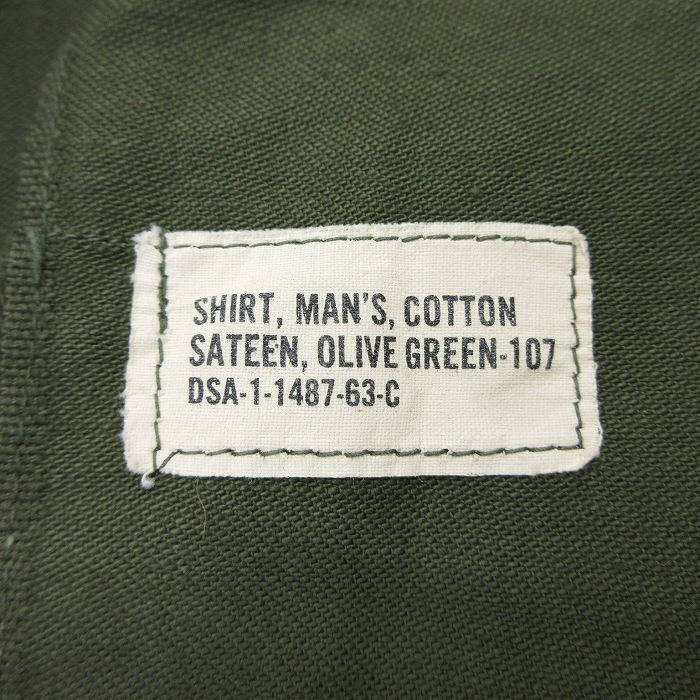 SHIRT, MAN'S, COTTON
SATEEN, OLIVE GREEN-107
DSA-1-1487-63-C